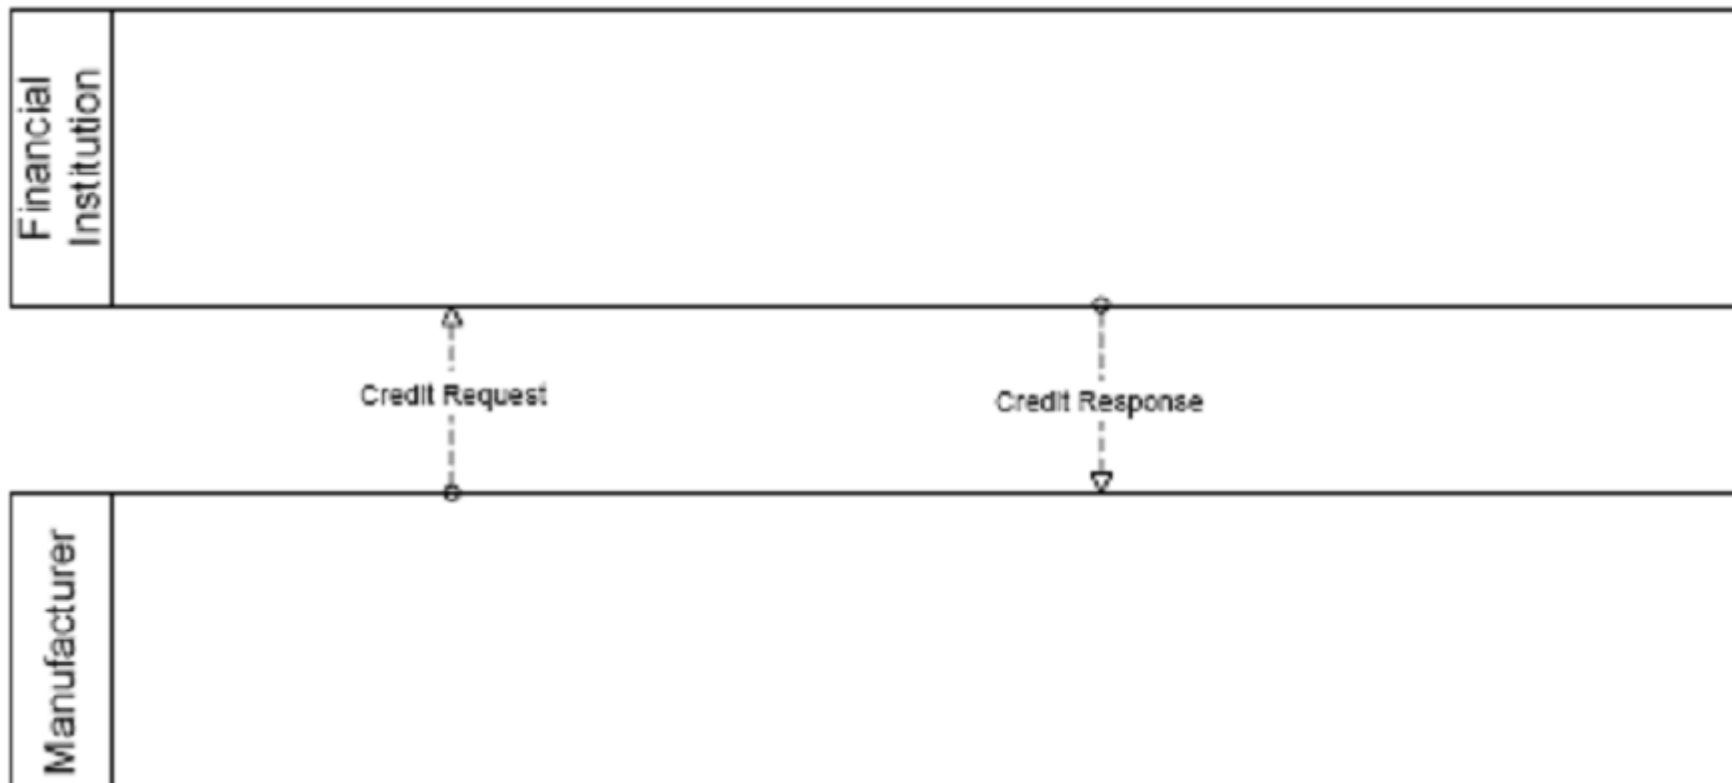 Financial
Institution
Credit Request
Credit Response
Manufacturer